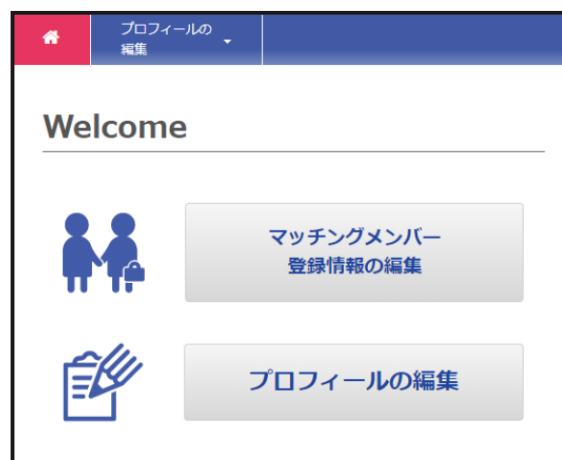 プロフィールの
編集
Welcome
マッチングメンバー
登録情報の編集
プロフィールの編集